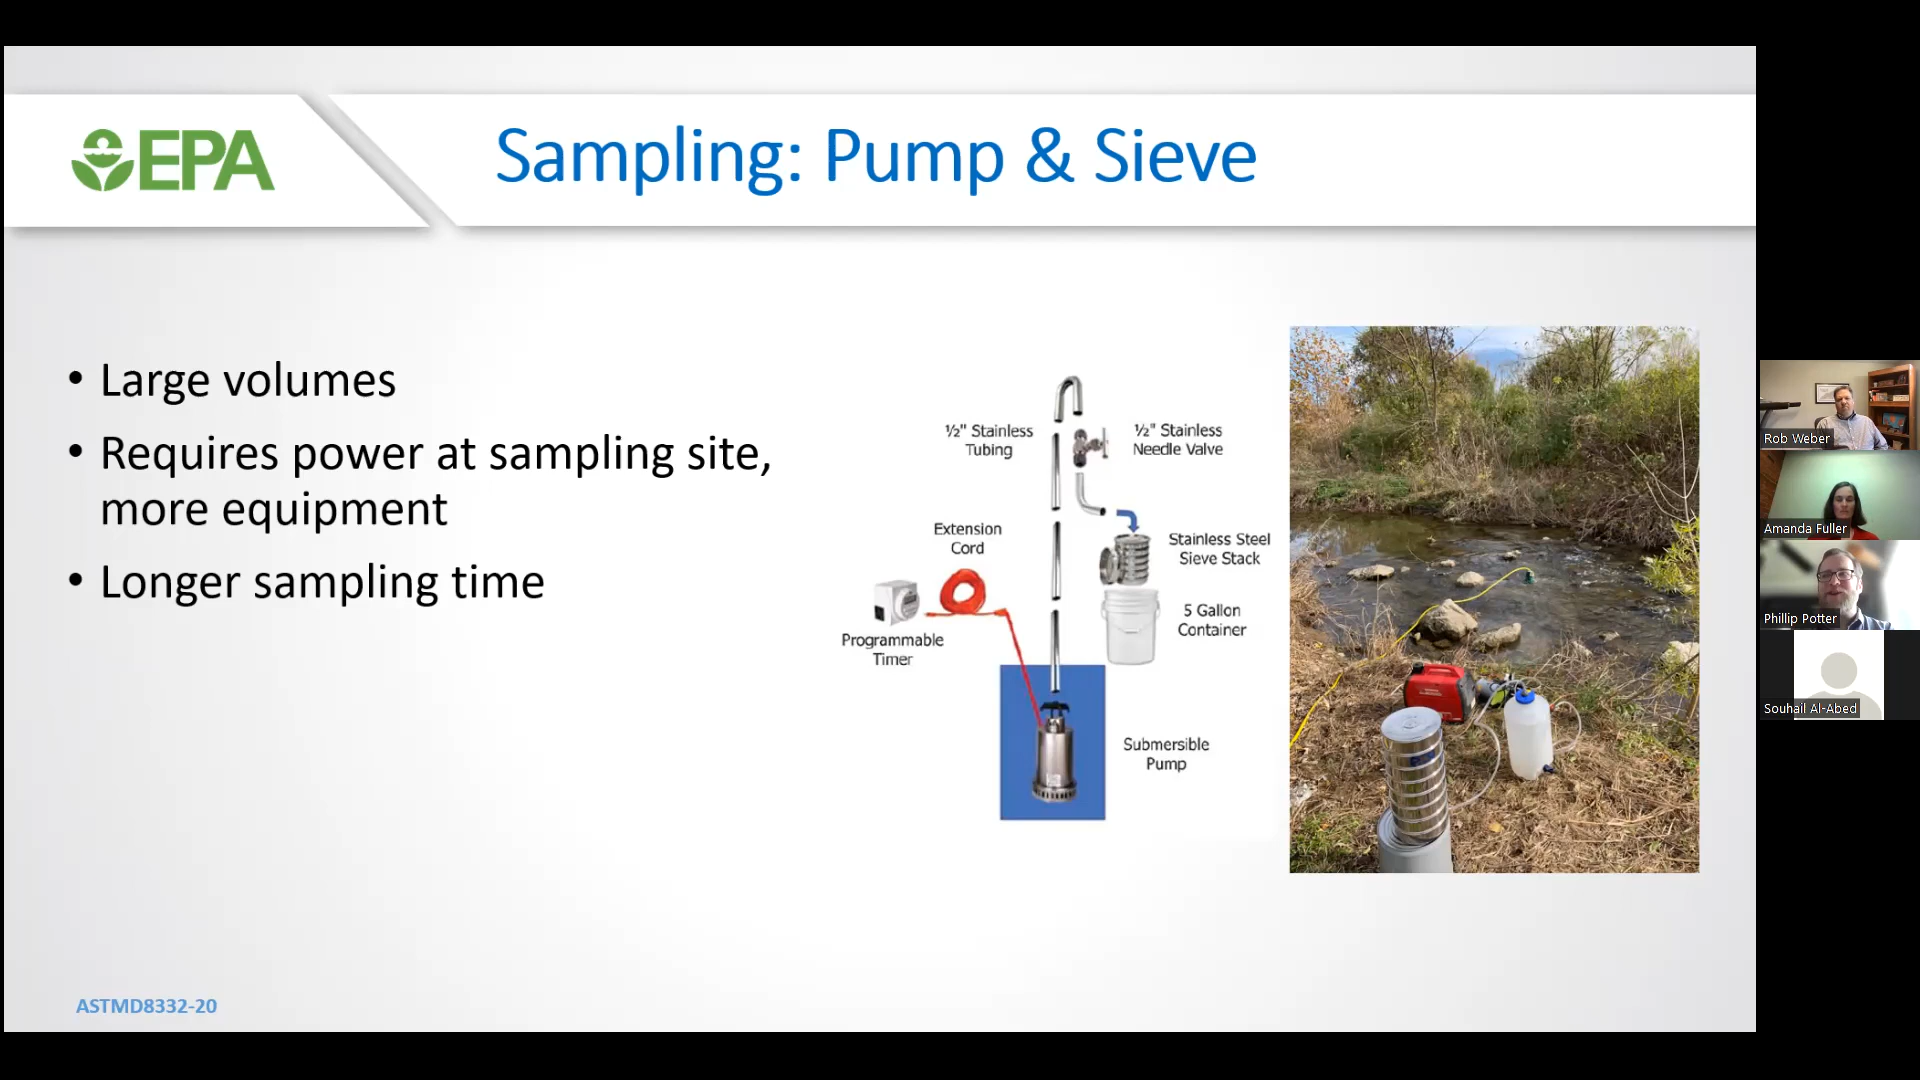 EPA
Sampling: Pump & Sieve
• Large volumes
• Requires power at sampling site,
more equipment
• Longer sampling time
½" Stainless
Tubing
½" Stainless
Needle Valve
Extension
Cord
Stainless Steel
Sieve Stack
5 Gallon
Container
Programmable
Timer
Submersible
Pump
ASTMD8332-20
Rob Weber
Amanda Fuller
Phillip Potter
Souhail Al-Abed